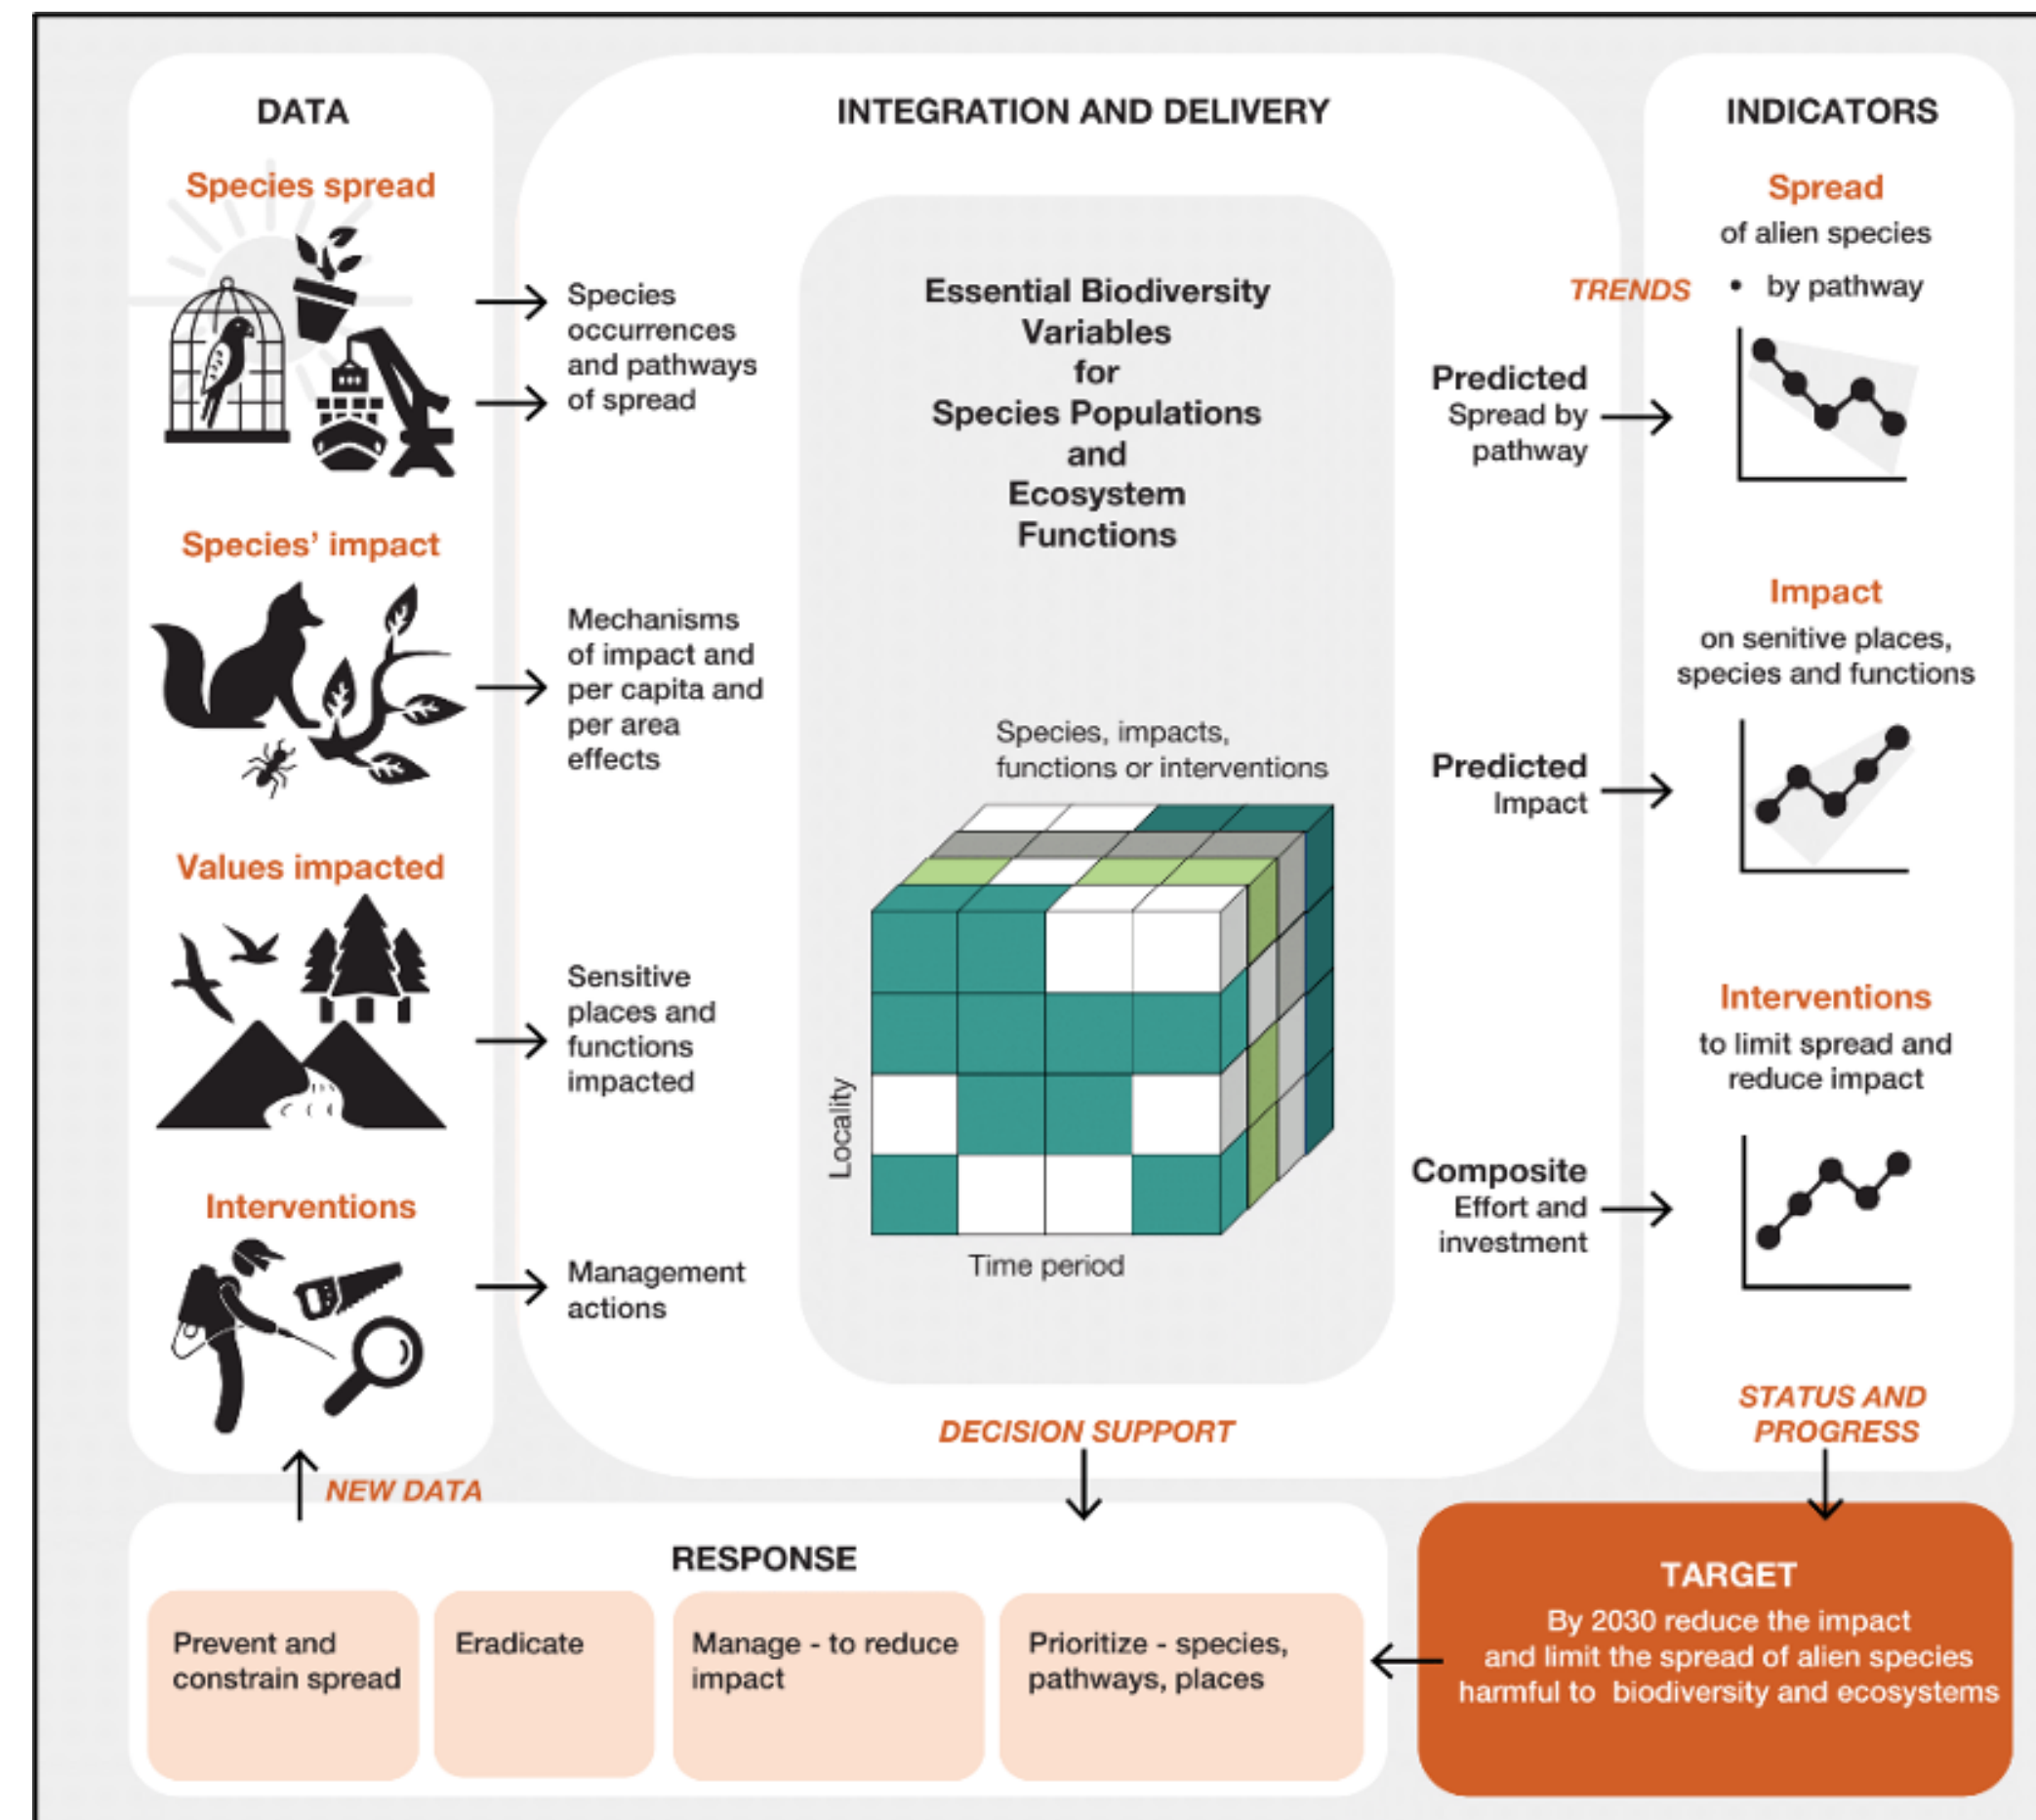 DATA
Species spread
Species
occurrences
and pathways
of spread
Species' impact
Mechanisms
of impact and
per capita and
per area
effects
Values impacted
Sensitive
places and
functions
impacted
Interventions
Management
actions
NEW DATA
INTEGRATION AND DELIVERY
Essential Biodiversity
Variables
for
Species Populations
and
Ecosystem
Functions
Species, impacts,
functions or interventions
Locality
Time period
DECISION SUPPORT
Predicted
Spread by
pathway
Predicted
Impact
Composite
Effort and
investment
INDICATORS
Spread
of alien species
TRENDS
• by pathway
Impact
on senitive places,
species and functions
Interventions
to limit spread and
reduce impact
STATUS AND
PROGRESS
RESPONSE
Prevent and
constrain spread
Eradicate
Manage - to reduce
impact
Prioritize - species,
pathways, places
TARGET
By 2030 reduce the impact
and limit the spread of alien species
harmful to biodiversity and ecosystems